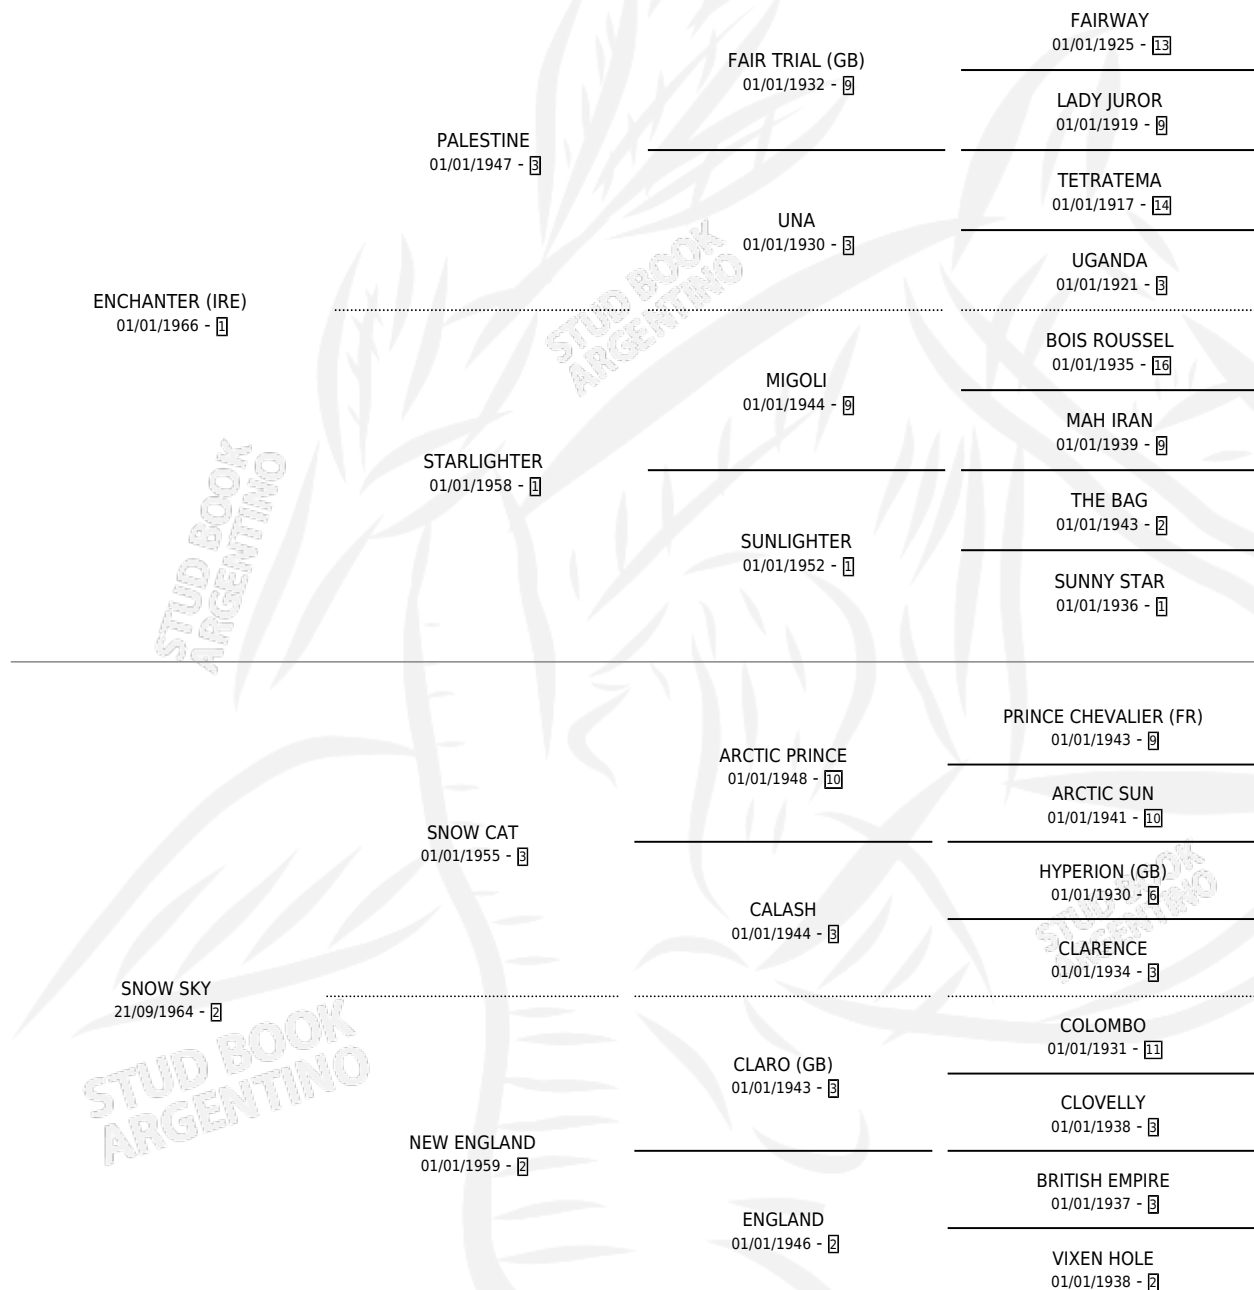 FAIRWAY
01/01/1925 - 13
FAIR TRIAL (GB)
01/01/1932 - 9
LADY JUROR
01/01/1919 - 9
PALESTINE
01/01/1947 - 3
TETRATEMA
01/01/1917 - 14
UNA
01/01/1930 - 3
UGANDA
01/01/1921 - 3
ENCHANTER (IRE)
01/01/1966 - 1
BOIS ROUSSEL
01/01/1935 - 16
MIGOLI
01/01/1944 - 9
MAH IRAN
01/01/1939 - 9
STARLIGHTER
01/01/1958 - 1
THE BAG
01/01/1943 - 2
SUNLIGHTER
01/01/1952 - 1
SUNNY STAR
01/01/1936 - 1
STUD BOOK
ARGENTINO
STUD BOOK
ARGENTINO
PRINCE CHEVALIER (FR)
01/01/1943 - 9
ARCTIC PRINCE
01/01/1948 - 10
ARCTIC SUN
01/01/1941 - 10
SNOW CAT
01/01/1955 - 3
HYPERION (GB)
01/01/1930 - 6
CALASH
01/01/1944 - 3
CLARENCE
01/01/1934 - 3
SNOW SKY
21/09/1964 - 2
COLOMBO
01/01/1931 - 11
CLARO (GB)
01/01/1943 - 3
CLOVELLY
01/01/1938 - 3
NEW ENGLAND
01/01/1959 - 2
BRITISH EMPIRE
01/01/1937 - 3
ENGLAND
01/01/1946 - 2
VIXEN HOLE
01/01/1938 - 2
STUD BOOK
ARGENTINO
STUD BOOK
ARGENTINO